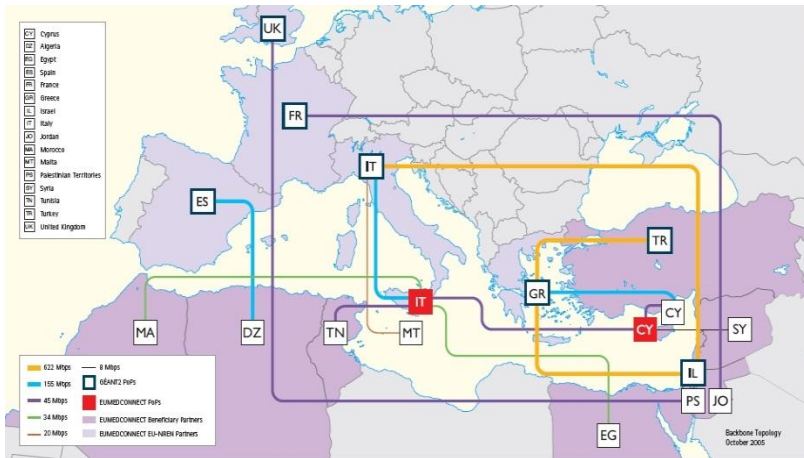 CY Cyprus
DZ Algeria
EG Egypt
ES Spain
FR France
GR Greece
IL Israel
IT Italy
JO Jordan
MA Morocco
MT Malta
PS Palestinian Territories
SY Syria
TN Tunisia
TR Turkey
UK United Kingdom
UK
FR
IT
ES
TR
GR
IT
CY
CY
SY
MA
DZ
TN
MT
IL
PS
JO
EG
622 Mbps
155 Mbps
45 Mbps
34 Mbps
20 Mbps
8 Mbps
GÉANT2 PoPs
EUMEDCONNECT PoPs
EUMEDCONNECT Beneficiary Partners
EUMEDCONNECT EU-NREN Partners
Backbone Topology
October 2005